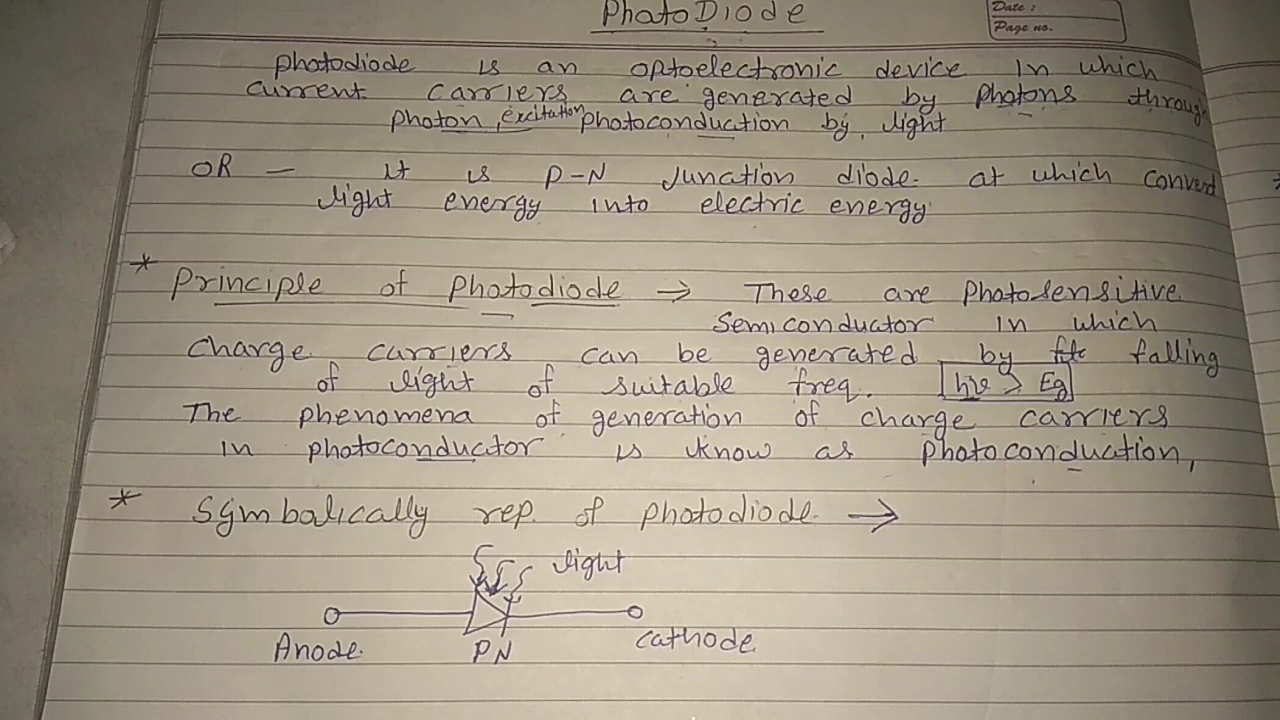 PhotoDiode
Date :
Page no.
photodiode is an optoelectronic device in which
current carriers are generated by photons through
photon, excitation photoconduction by, light
OR — it is P-N Junction diode. at which convert
light energy into electric energy
* Principle of Photodiode → These are Photosensitive
Semiconductor in which
charge carriers can be generated by falling
of light of suitable freq. hν > Eg
The phenomena of generation of charge carriers
in photoconductor is know as photoconduction,
* Symbolically rep. of photodiode →
light
Anode. PN cathode.